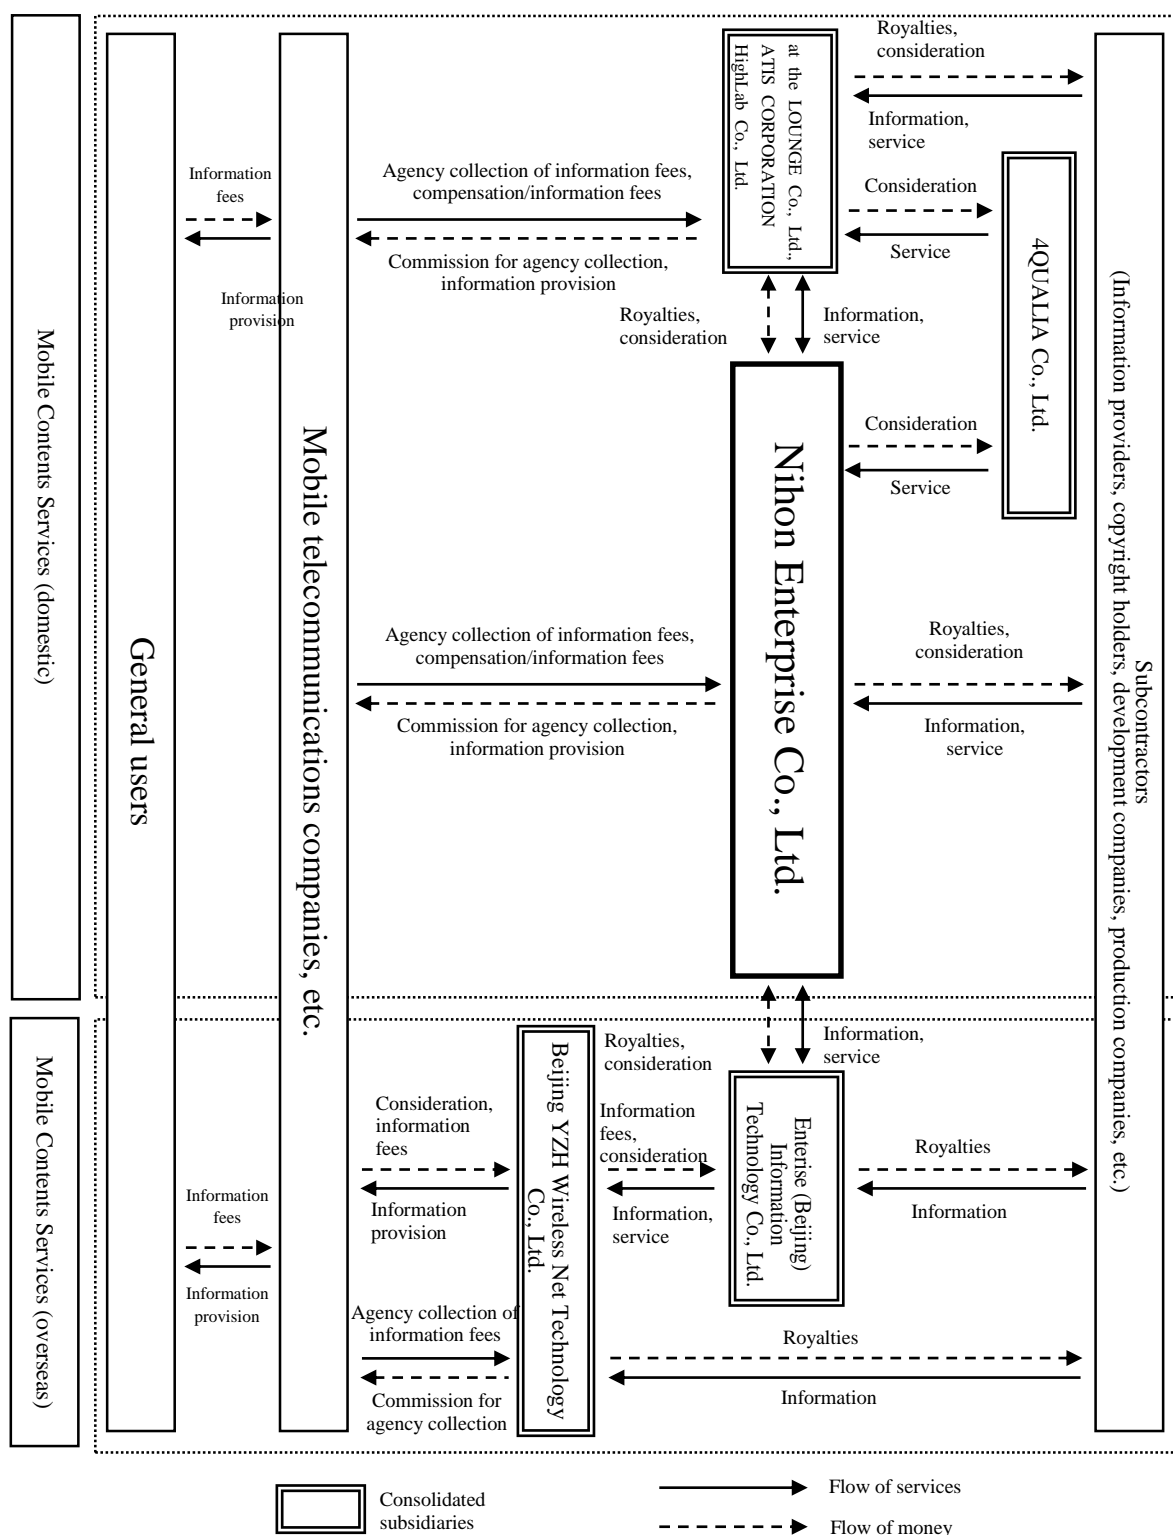 Mobile Contents Services (domestic)
Mobile Contents Services (overseas)
General users
Information
fees
Information
provision
Information
fees
Information
provision
Mobile telecommunications companies, etc.
Agency collection of information fees,
compensation/information fees
Commission for agency collection,
information provision
Agency collection of information fees,
compensation/information fees
Commission for agency collection,
information provision
Consideration,
information
fees
Information
provision
Agency collection of
information fees
Commission for
agency collection
Beijing YZH Wireless Net Technology
Co., Ltd.
at the LOUNGE Co., Ltd.,
ATIS CORPORATION
HighLab Co., Ltd.
Royalties,
consideration
Information,
service
Nihon Enterprise Co., Ltd.
Royalties,
consideration
Information,
service
Information
fees,
consideration
Information,
service
Enterise (Beijing)
Information
Technology Co., Ltd.
Royalties,
consideration
Information,
service
Consideration
Service
4QUALIA Co., Ltd.
Consideration
Service
Royalties,
consideration
Information,
service
Royalties
Information
Royalties
Information
Subcontractors
(Information providers, copyright holders, development companies, production companies, etc.)
Consolidated
subsidiaries
Flow of services
Flow of money